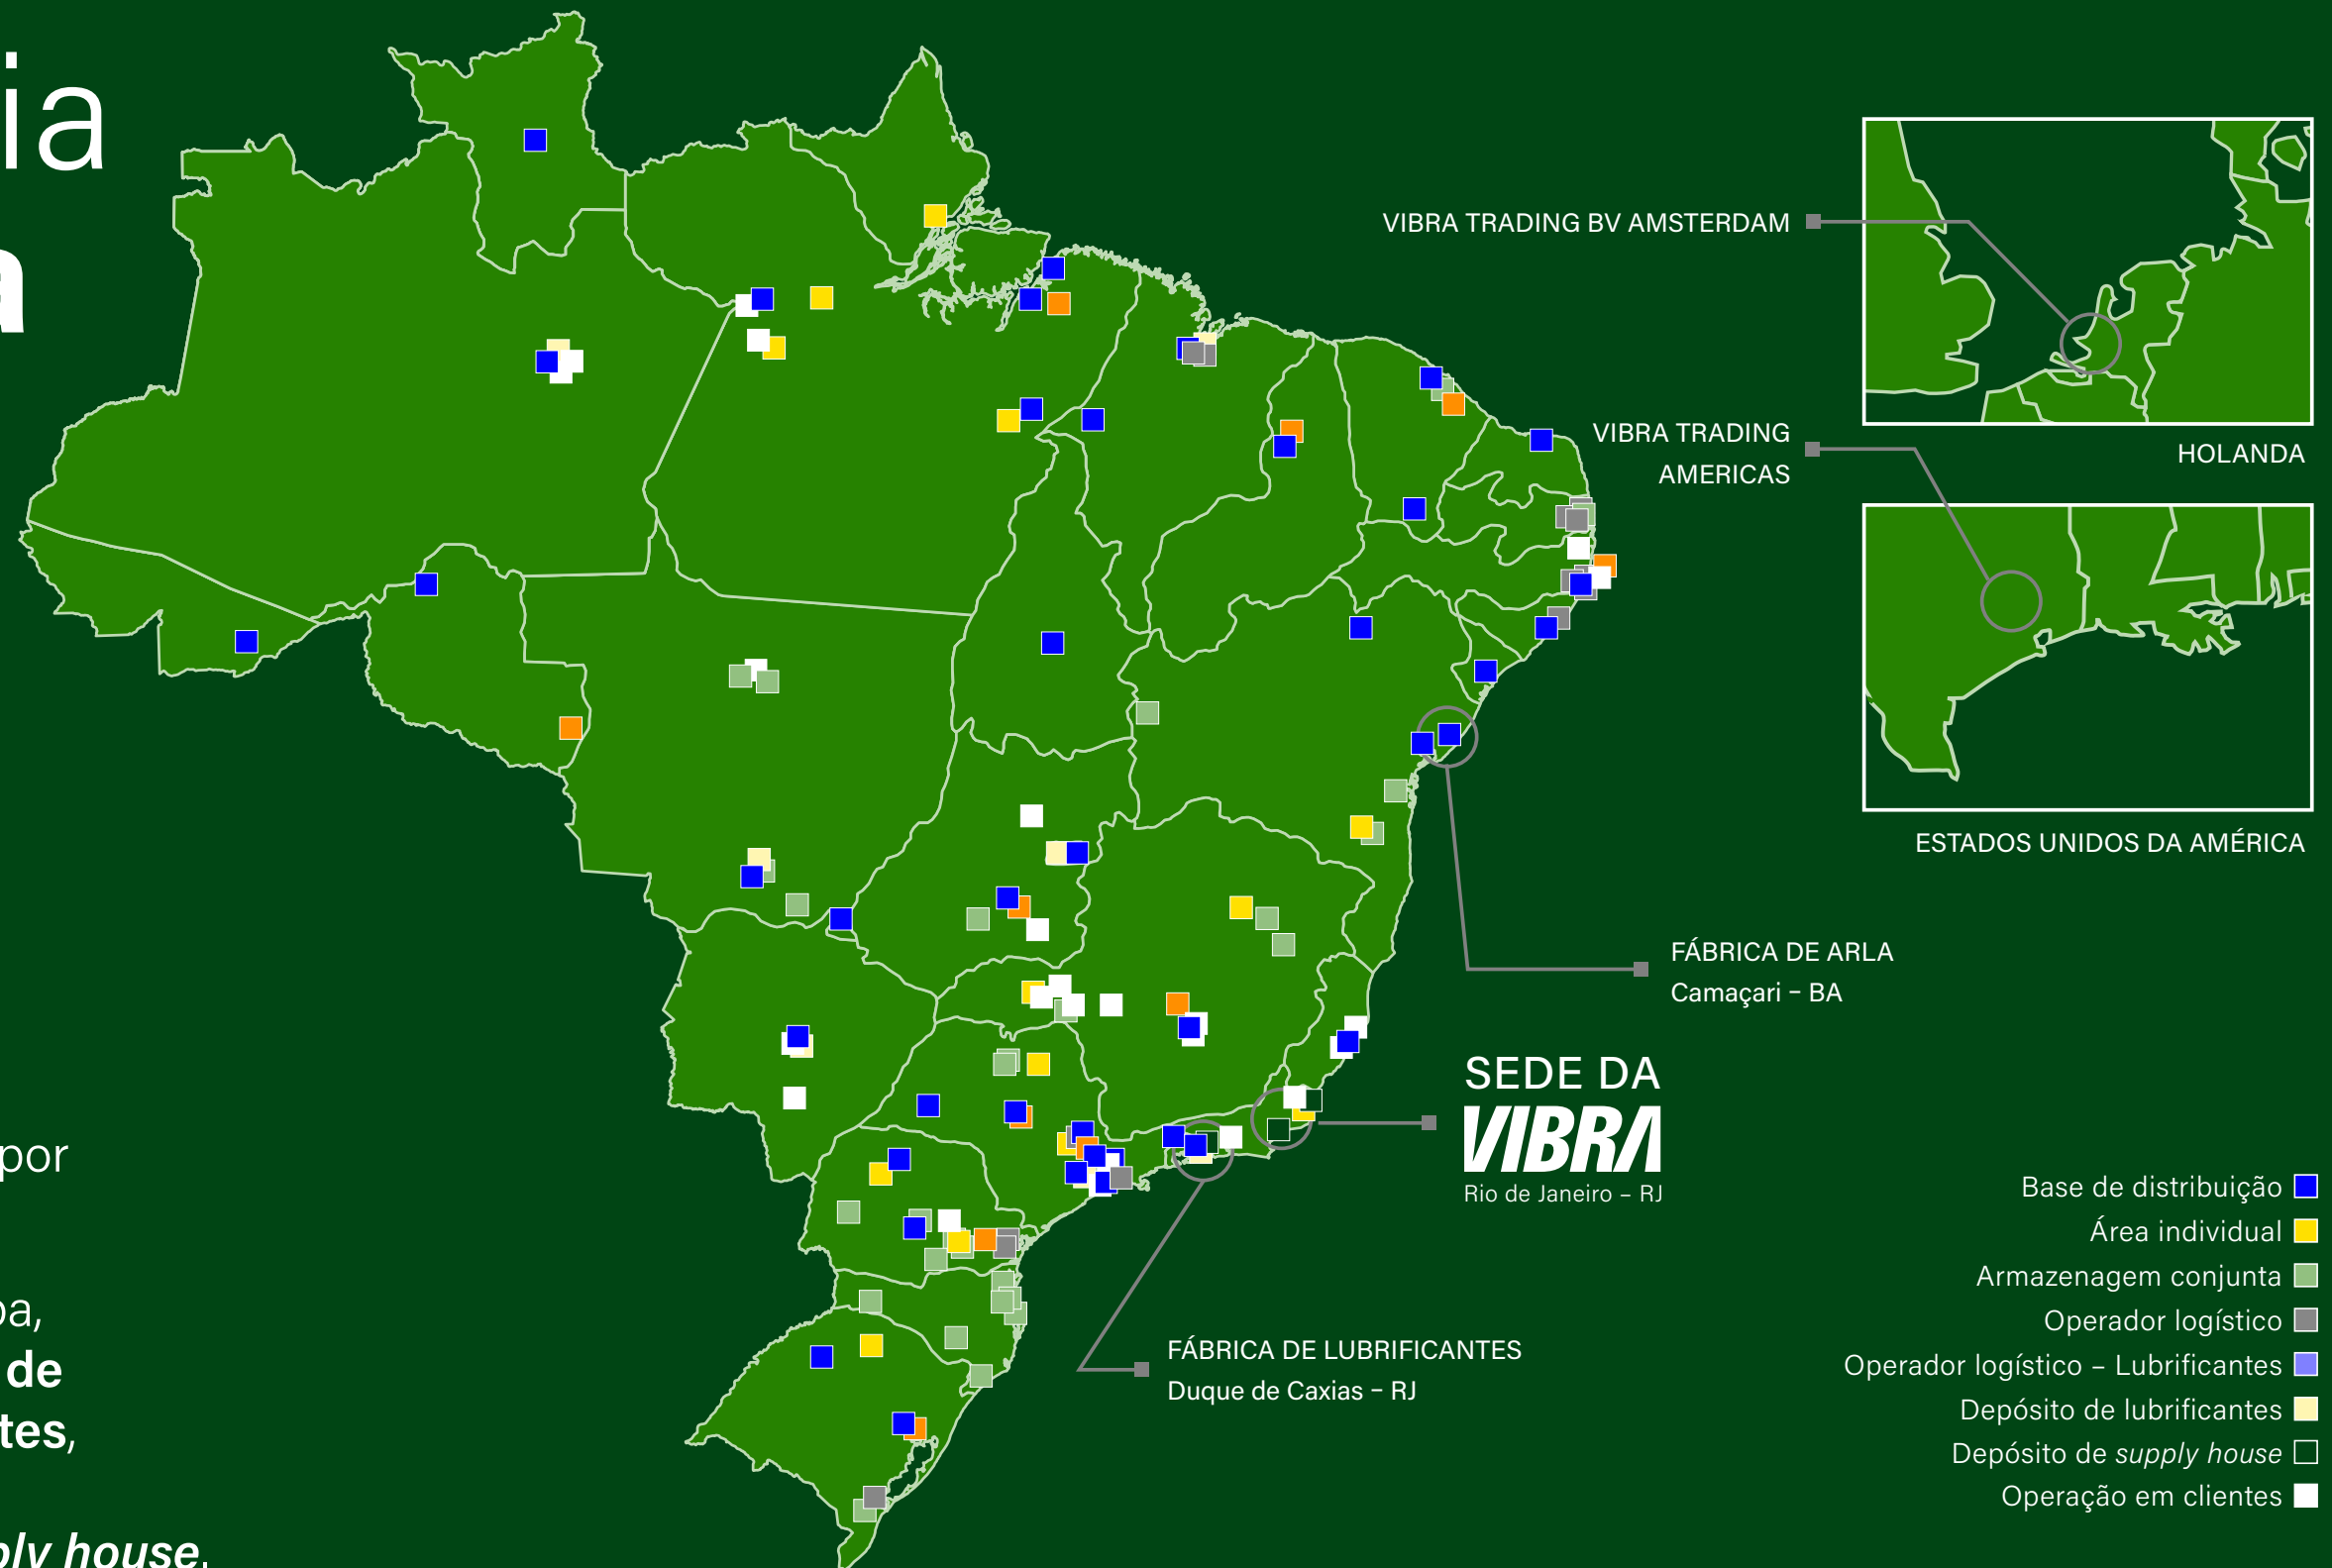 ia
a
por
oa,
de
tes,
ply house.
VIBRA TRADING BV AMSTERDAM
HOLANDA
VIBRA TRADING
AMERICAS
ESTADOS UNIDOS DA AMÉRICA
FÁBRICA DE ARLA
Camaçari – BA
SEDE DA
VIBRA
Rio de Janeiro – RJ
FÁBRICA DE LUBRIFICANTES
Duque de Caxias – RJ
Base de distribuição
Área individual
Armazenagem conjunta
Operador logístico
Operador logístico – Lubrificantes
Depósito de lubrificantes
Depósito de supply house
Operação em clientes